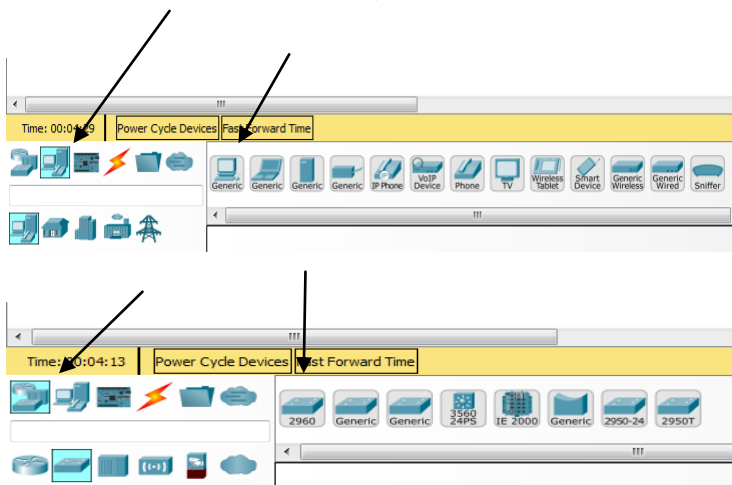 Time: 00:04:29 Power Cycle Devices Fast Forward Time
Generic Generic Generic Generic IP Phone VoIP Device Phone TV Wireless Tablet Smart Device Generic Wireless Generic Wired Sniffer
Time: 00:04:13 Power Cycle Devices Fast Forward Time
2960 Generic Generic 3560 24PS IE 2000 Generic 2950-24 2950T